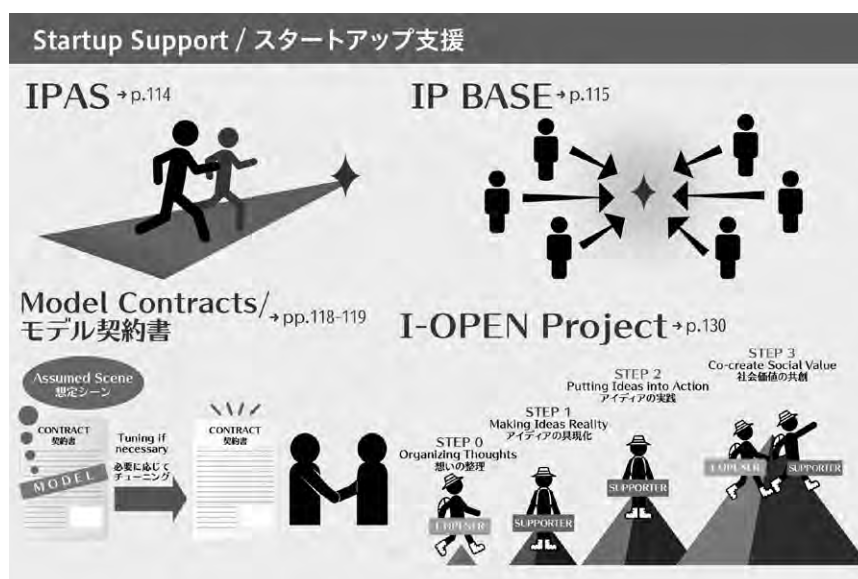 Startup Support / スタートアップ支援
IPAS → p.114
IP BASE → p.115
Model Contracts/
モデル契約書
→ pp.118-119
Assumed Scene
想定シーン
CONTRACT
契約書
MODEL
Tuning if
necessary
必要に応じて
チューニング
CONTRACT
契約書
I-OPEN Project → p.130
STEP 0
Organizing Thoughts
想いの整理
I-OPENER
STEP 1
Making Ideas Reality
アイディアの具現化
SUPPORTER
STEP 2
Putting Ideas into Action
アイディアの実践
SUPPORTER
STEP 3
Co-create Social Value
社会価値の共創
I-OPENER
SUPPORTER